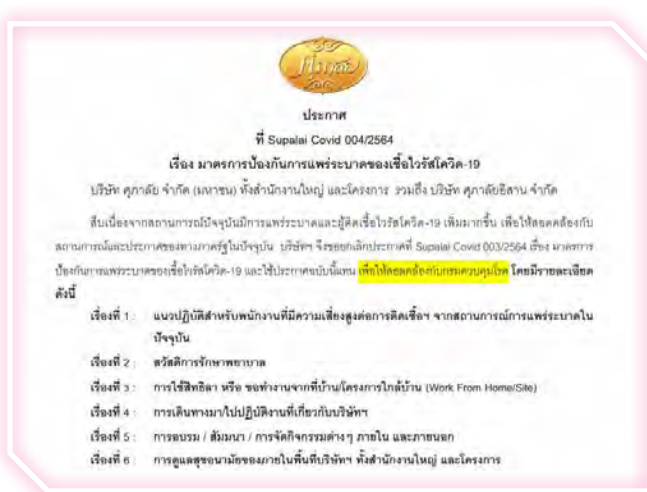 ศุภาลัย
ประกาศ
ที่ Supalai Covid 004/2564
เรื่อง มาตรการป้องกันการแพร่ระบาดของเชื้อไวรัสโควิด-19
บริษัท ศุภาลัย จำกัด (มหาชน) ทั้งสำนักงานใหญ่ และโครงการ รวมถึง บริษัท ศุภาลัยอีสาน จำกัด
สืบเนื่องจากสถานการณ์ปัจจุบันมีการแพร่ระบาดและผู้ติดเชื้อไวรัสโควิด-19 เพิ่มมากขึ้น เพื่อให้สอดคล้องกับ
สถานการณ์และประกาศของทางภาครัฐในปัจจุบัน บริษัทฯ จึงขอยกเลิกประกาศที่ Supalai Covid 003/2564 เรื่อง มาตรการ
ป้องกันการแพร่ระบาดของเชื้อไวรัสโควิด-19 และใช้ประกาศฉบับนี้แทน เพื่อให้สอดคล้องกับกรมควบคุมโรค โดยมีรายละเอียด
ดังนี้
เรื่องที่ 1 : แนวปฏิบัติสำหรับพนักงานที่มีความเสี่ยงสูงต่อการติดเชื้อฯ จากสถานการณ์การแพร่ระบาดใน
ปัจจุบัน
เรื่องที่ 2 : สวัสดิการรักษาพยาบาล
เรื่องที่ 3 : การใช้สิทธิลา หรือ ขอทำงานจากที่บ้าน/โครงการใกล้บ้าน (Work From Home/Site)
เรื่องที่ 4 : การเดินทางมา/ไปปฏิบัติงานที่เกี่ยวกับบริษัทฯ
เรื่องที่ 5 : การอบรม / สัมมนา / การจัดกิจกรรมต่างๆ ภายใน และภายนอก
เรื่องที่ 6 : การดูแลสุขอนามัยของภายในพื้นที่บริษัทฯ ทั้งสำนักงานใหญ่ และโครงการ